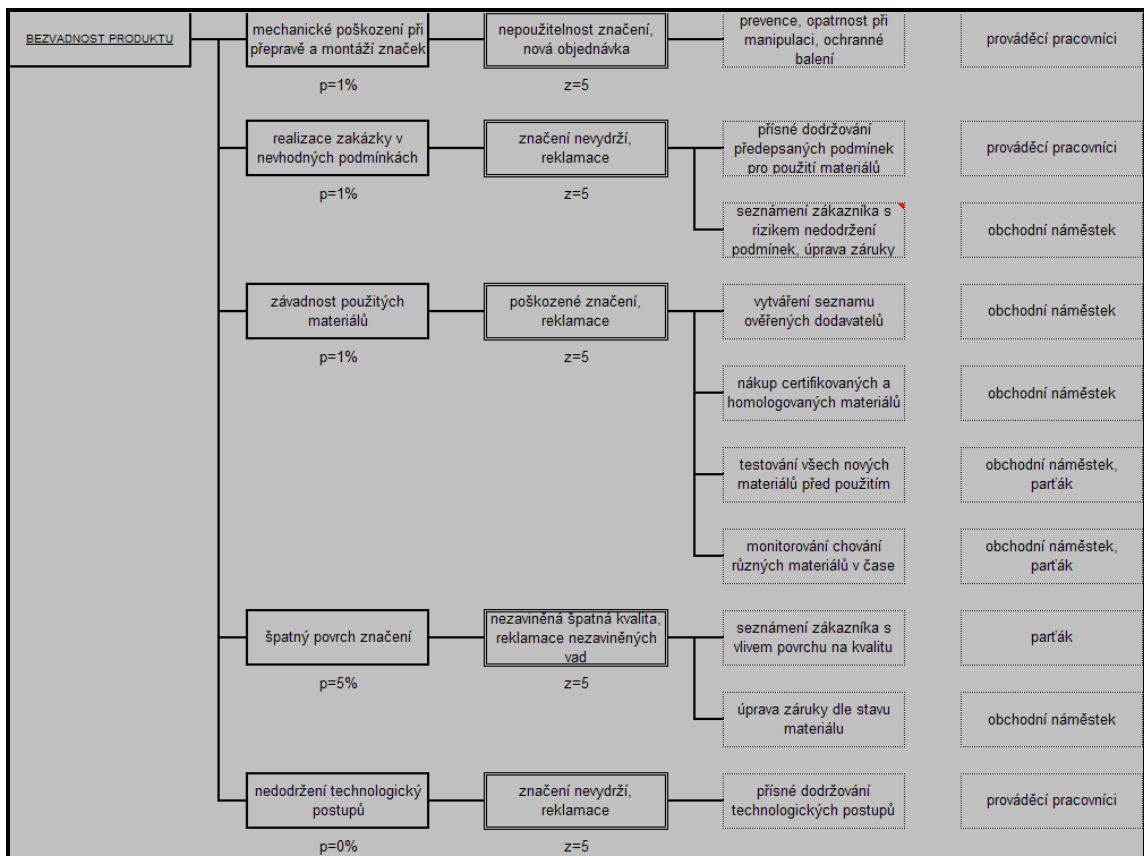 BEZVADNOST PRODUKTU
mechanické poškození při
přepravě a montáží značek
p=1%
nepoužitelnost značení,
nová objednávka
z=5
prevence, opatrnost při
manipulaci, ochranné
balení
prováděcí pracovníci
realizace zakázky v
nevhodných podmínkách
p=1%
značení nevydrží,
reklamace
z=5
přísné dodržování
předepsaných podmínek
pro použití materiálů
prováděcí pracovníci
seznámení zákazníka s
rizikem nedodržení
podmínek, úprava záruky
obchodní náměstek
závadnost použitých
materiálů
p=1%
poškozené značení,
reklamace
z=5
vytváření seznamu
ověřených dodavatelů
obchodní náměstek
nákup certifikovaných a
homologovaných materiálů
obchodní náměstek
testování všech nových
materiálů před použitím
obchodní náměstek,
parťák
monitorování chování
různých materiálů v čase
obchodní náměstek,
parťák
špatný povrch značení
p=5%
nezaviněná špatná kvalita,
reklamace nezaviněných
vad
z=5
seznámení zákazníka s
vlivem povrchu na kvalitu
parťák
úprava záruky dle stavu
materiálu
obchodní náměstek
nedodržení technologický
postupů
p=0%
značení nevydrží,
reklamace
z=5
přísné dodržování
technologických postupů
prováděcí pracovníci